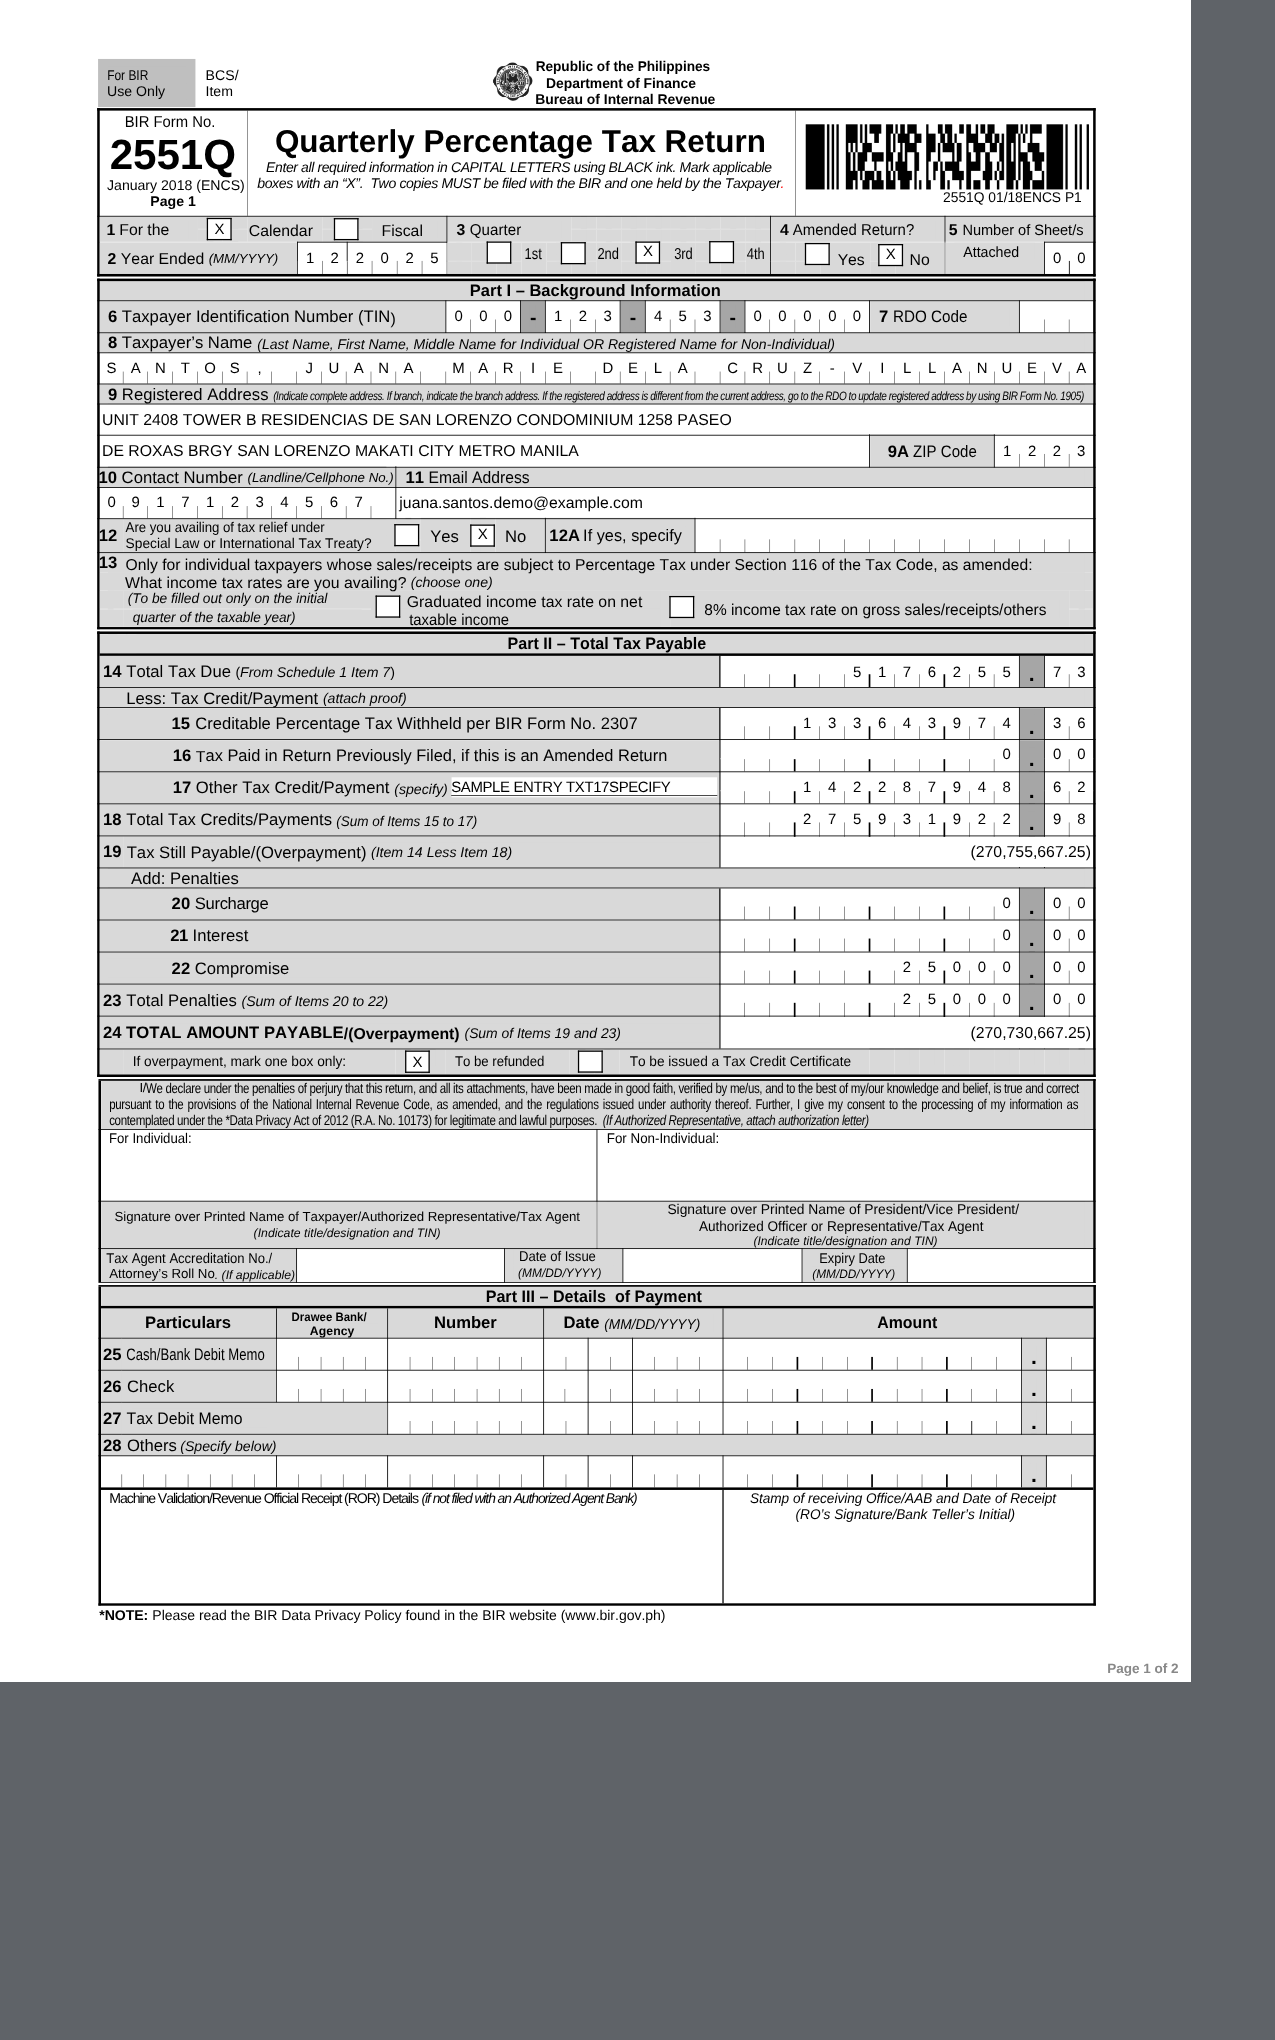 For BIR
Use Only
BCS/
Item
Republic of the Philippines
Department of Finance
Bureau of Internal Revenue
BIR Form No.
2551Q
January 2018 (ENCS)
Page 1
Quarterly Percentage Tax Return
Enter all required information in CAPITAL LETTERS using BLACK ink. Mark applicable
boxes with an “X”. Two copies MUST be filed with the BIR and one held by the Taxpayer.
2551Q 01/18ENCS P1
1 For the X Calendar Fiscal
2 Year Ended (MM/YYYY) 1 2 2 0 2 5
3 Quarter
1st 2nd X 3rd 4th
4 Amended Return?
Yes X No
5 Number of Sheet/s
Attached 0 0
Part I – Background Information
6 Taxpayer Identification Number (TIN) 0 0 0 - 1 2 3 - 4 5 3 - 0 0 0 0 0 7 RDO Code
8 Taxpayer’s Name (Last Name, First Name, Middle Name for Individual OR Registered Name for Non-Individual)
S A N T O S , J U A N A M A R I E D E L A C R U Z - V I L L A N U E V A
9 Registered Address (Indicate complete address. If branch, indicate the branch address. If the registered address is different from the current address, go to the RDO to update registered address by using BIR Form No. 1905)
UNIT 2408 TOWER B RESIDENCIAS DE SAN LORENZO CONDOMINIUM 1258 PASEO
DE ROXAS BRGY SAN LORENZO MAKATI CITY METRO MANILA 9A ZIP Code 1 2 2 3
10 Contact Number (Landline/Cellphone No.) 11 Email Address
0 9 1 7 1 2 3 4 5 6 7 juana.santos.demo@example.com
12 Are you availing of tax relief under
Special Law or International Tax Treaty? Yes X No 12A If yes, specify
13 Only for individual taxpayers whose sales/receipts are subject to Percentage Tax under Section 116 of the Tax Code, as amended:
What income tax rates are you availing? (choose one)
(To be filled out only on the initial
quarter of the taxable year)
Graduated income tax rate on net
taxable income
8% income tax rate on gross sales/receipts/others
Part II – Total Tax Payable
14 Total Tax Due (From Schedule 1 Item 7) 5 1 7 6 2 5 5 . 7 3
Less: Tax Credit/Payment (attach proof)
15 Creditable Percentage Tax Withheld per BIR Form No. 2307 1 3 3 6 4 3 9 7 4 . 3 6
16 Tax Paid in Return Previously Filed, if this is an Amended Return 0 . 0 0
17 Other Tax Credit/Payment (specify) SAMPLE ENTRY TXT17SPECIFY 1 4 2 2 8 7 9 4 8 . 6 2
18 Total Tax Credits/Payments (Sum of Items 15 to 17) 2 7 5 9 3 1 9 2 2 . 9 8
19 Tax Still Payable/(Overpayment) (Item 14 Less Item 18) (270,755,667.25)
Add: Penalties
20 Surcharge 0 . 0 0
21 Interest 0 . 0 0
22 Compromise 2 5 0 0 0 . 0 0
23 Total Penalties (Sum of Items 20 to 22) 2 5 0 0 0 . 0 0
24 TOTAL AMOUNT PAYABLE/(Overpayment) (Sum of Items 19 and 23) (270,730,667.25)
If overpayment, mark one box only: X To be refunded To be issued a Tax Credit Certificate
I/We declare under the penalties of perjury that this return, and all its attachments, have been made in good faith, verified by me/us, and to the best of my/our knowledge and belief, is true and correct
pursuant to the provisions of the National Internal Revenue Code, as amended, and the regulations issued under authority thereof. Further, I give my consent to the processing of my information as
contemplated under the *Data Privacy Act of 2012 (R.A. No. 10173) for legitimate and lawful purposes. (If Authorized Representative, attach authorization letter)
For Individual:
For Non-Individual:
Signature over Printed Name of Taxpayer/Authorized Representative/Tax Agent
(Indicate title/designation and TIN)
Signature over Printed Name of President/Vice President/
Authorized Officer or Representative/Tax Agent
(Indicate title/designation and TIN)
Tax Agent Accreditation No./
Attorney’s Roll No. (If applicable)
Date of Issue
(MM/DD/YYYY)
Expiry Date
(MM/DD/YYYY)
Part III – Details of Payment
Particulars Drawee Bank/
Agency Number Date (MM/DD/YYYY) Amount
25 Cash/Bank Debit Memo .
26 Check .
27 Tax Debit Memo .
28 Others (Specify below)
.
Machine Validation/Revenue Official Receipt (ROR) Details (if not filed with an Authorized Agent Bank)
Stamp of receiving Office/AAB and Date of Receipt
(RO’s Signature/Bank Teller’s Initial)
*NOTE: Please read the BIR Data Privacy Policy found in the BIR website (www.bir.gov.ph)
Page 1 of 2